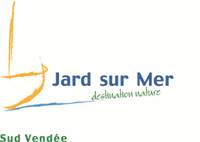 Jard sur Mer
destination nature
Sud Vendée